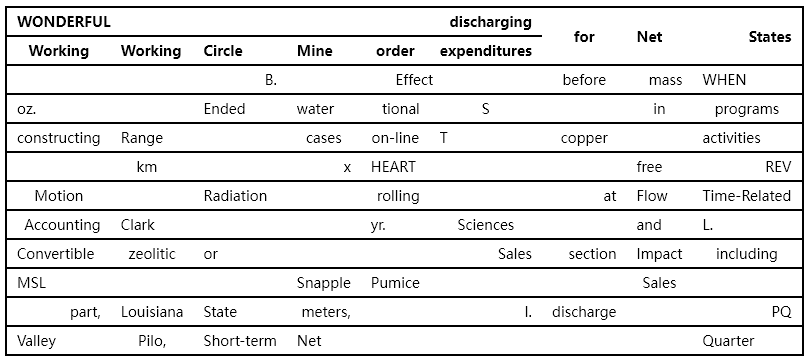 WONDERFUL discharging for Net States
Working Working Circle Mine order expenditures
B. Effect before mass WHEN
oz. Ended water tional S in programs
constructing Range cases on-line T copper activities
km x HEART free REV
Motion Radiation rolling at Flow Time-Related
Accounting Clark yr. Sciences and L.
Convertible zeolitic or Sales section Impact including
MSL Snapple Pumice Sales
part, Louisiana State meters, I. discharge PQ
Valley Pilo, Short-term Net Quarter